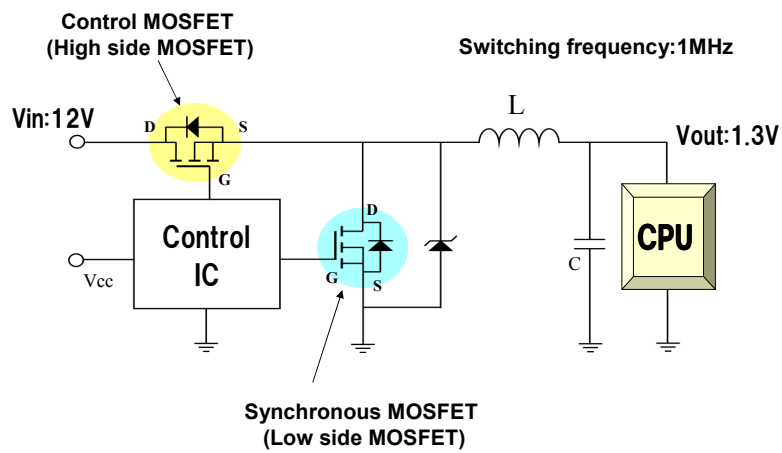 Control MOSFET
(High side MOSFET)
Switching frequency:1MHz
Vin:12V
D
S
G
L
Vout:1.3V
Control
IC
Vcc
D
G
S
C
CPU
Synchronous MOSFET
(Low side MOSFET)